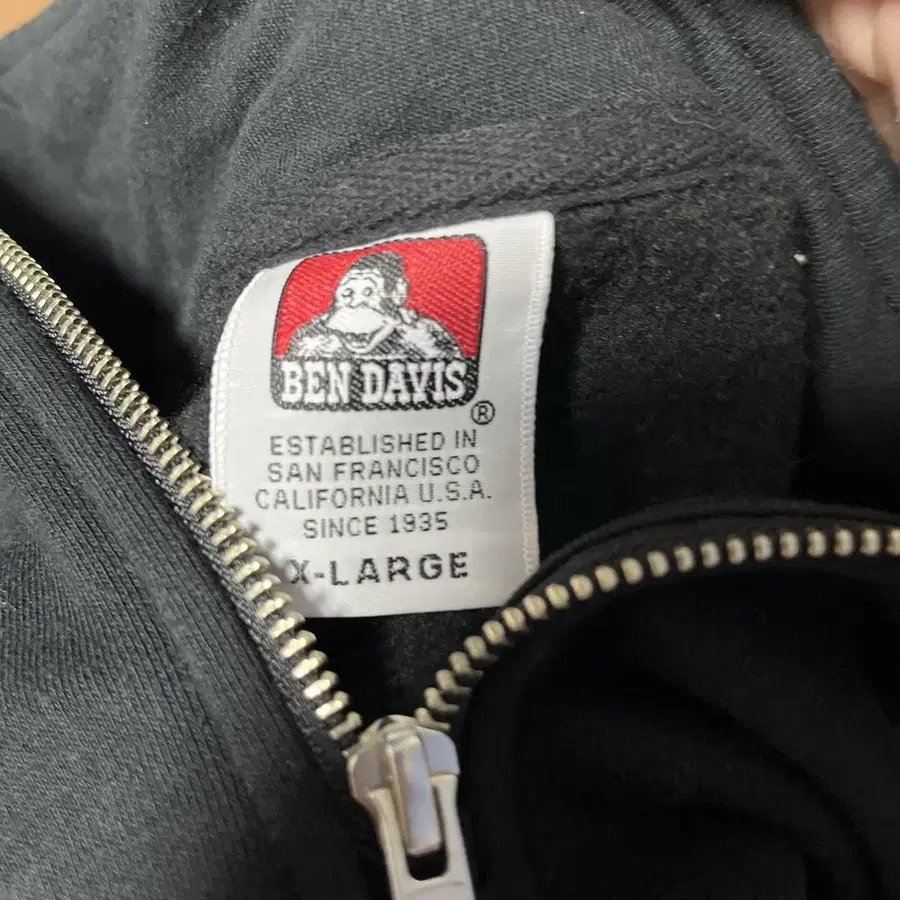 BEN DAVIS
®
ESTABLISHED IN
SAN FRANCISCO
CALIFORNIA U.S.A.
SINCE 1935
X-LARGE